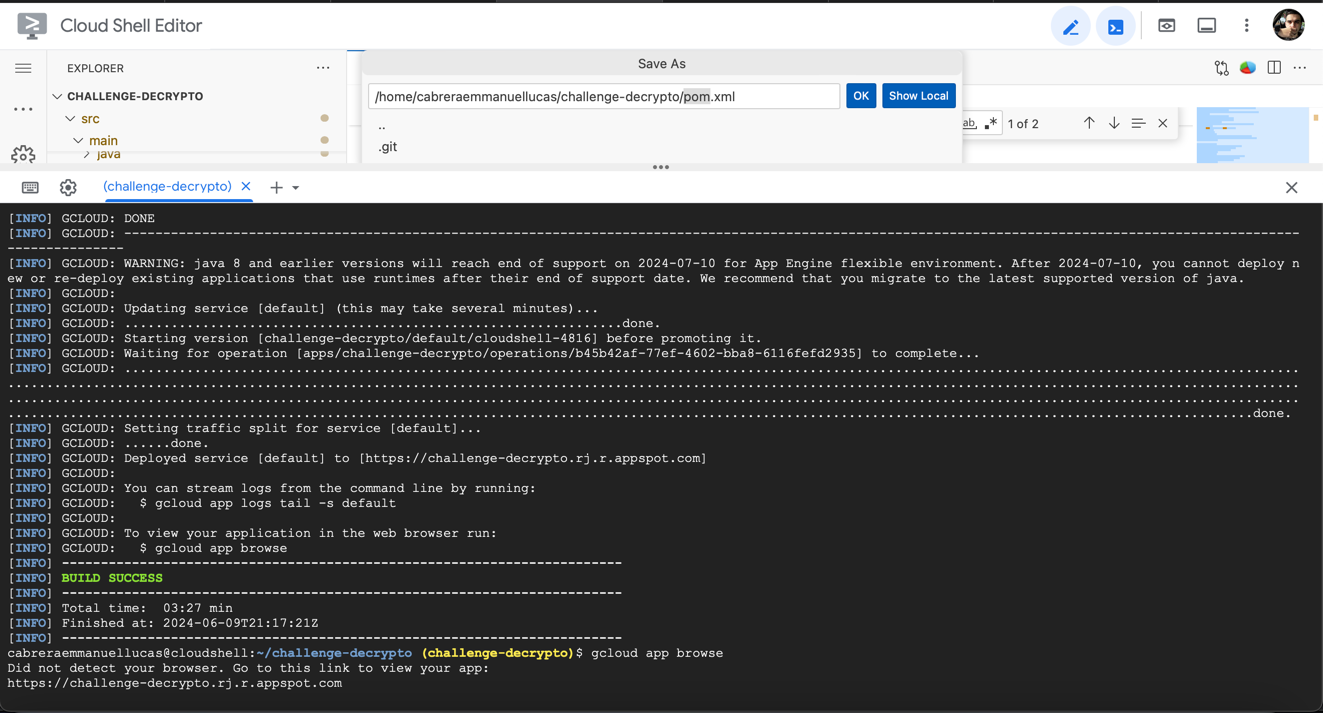 Cloud Shell Editor
EXPLORER
CHALLENGE-DECRYPTO
src
main
java
Save As
/home/cabreraemmanuellucas/challenge-decrypto/pom.xml
OK
Show Local
..
.git
ab,
.*
1 of 2
(challenge-decrypto)
[INFO] GCLOUD: DONE
[INFO] GCLOUD: -------------------------------------------------------------------------------------------------------------------------------------------------------
---------------
[INFO] GCLOUD: WARNING: java 8 and earlier versions will reach end of support on 2024-07-10 for App Engine flexible environment. After 2024-07-10, you cannot deploy n
ew or re-deploy existing applications that use runtimes after their end of support date. We recommend that you migrate to the latest supported version of java.
[INFO] GCLOUD:
[INFO] GCLOUD: Updating service [default] (this may take several minutes)...
[INFO] GCLOUD: ................................................................done.
[INFO] GCLOUD: Starting version [challenge-decrypto/default/cloudshell-4816] before promoting it.
[INFO] GCLOUD: Waiting for operation [apps/challenge-decrypto/operations/b45b42af-77ef-4602-bba8-6116fefd2935] to complete...
[INFO] GCLOUD: .......................................................................................................................................................
......................................................................................................................................................................
......................................................................................................................................................................
................................................................................................................................................................done.
[INFO] GCLOUD: Setting traffic split for service [default]...
[INFO] GCLOUD: ......done.
[INFO] GCLOUD: Deployed service [default] to [https://challenge-decrypto.rj.r.appspot.com]
[INFO] GCLOUD:
[INFO] GCLOUD: You can stream logs from the command line by running:
[INFO] GCLOUD:   $ gcloud app logs tail -s default
[INFO] GCLOUD:
[INFO] GCLOUD: To view your application in the web browser run:
[INFO] GCLOUD:   $ gcloud app browse
[INFO] ------------------------------------------------------------------------
[INFO] BUILD SUCCESS
[INFO] ------------------------------------------------------------------------
[INFO] Total time:  03:27 min
[INFO] Finished at: 2024-06-09T21:17:21Z
[INFO] ------------------------------------------------------------------------
cabreraemmanuellucas@cloudshell:~/challenge-decrypto (challenge-decrypto)$ gcloud app browse
Did not detect your browser. Go to this link to view your app:
https://challenge-decrypto.rj.r.appspot.com